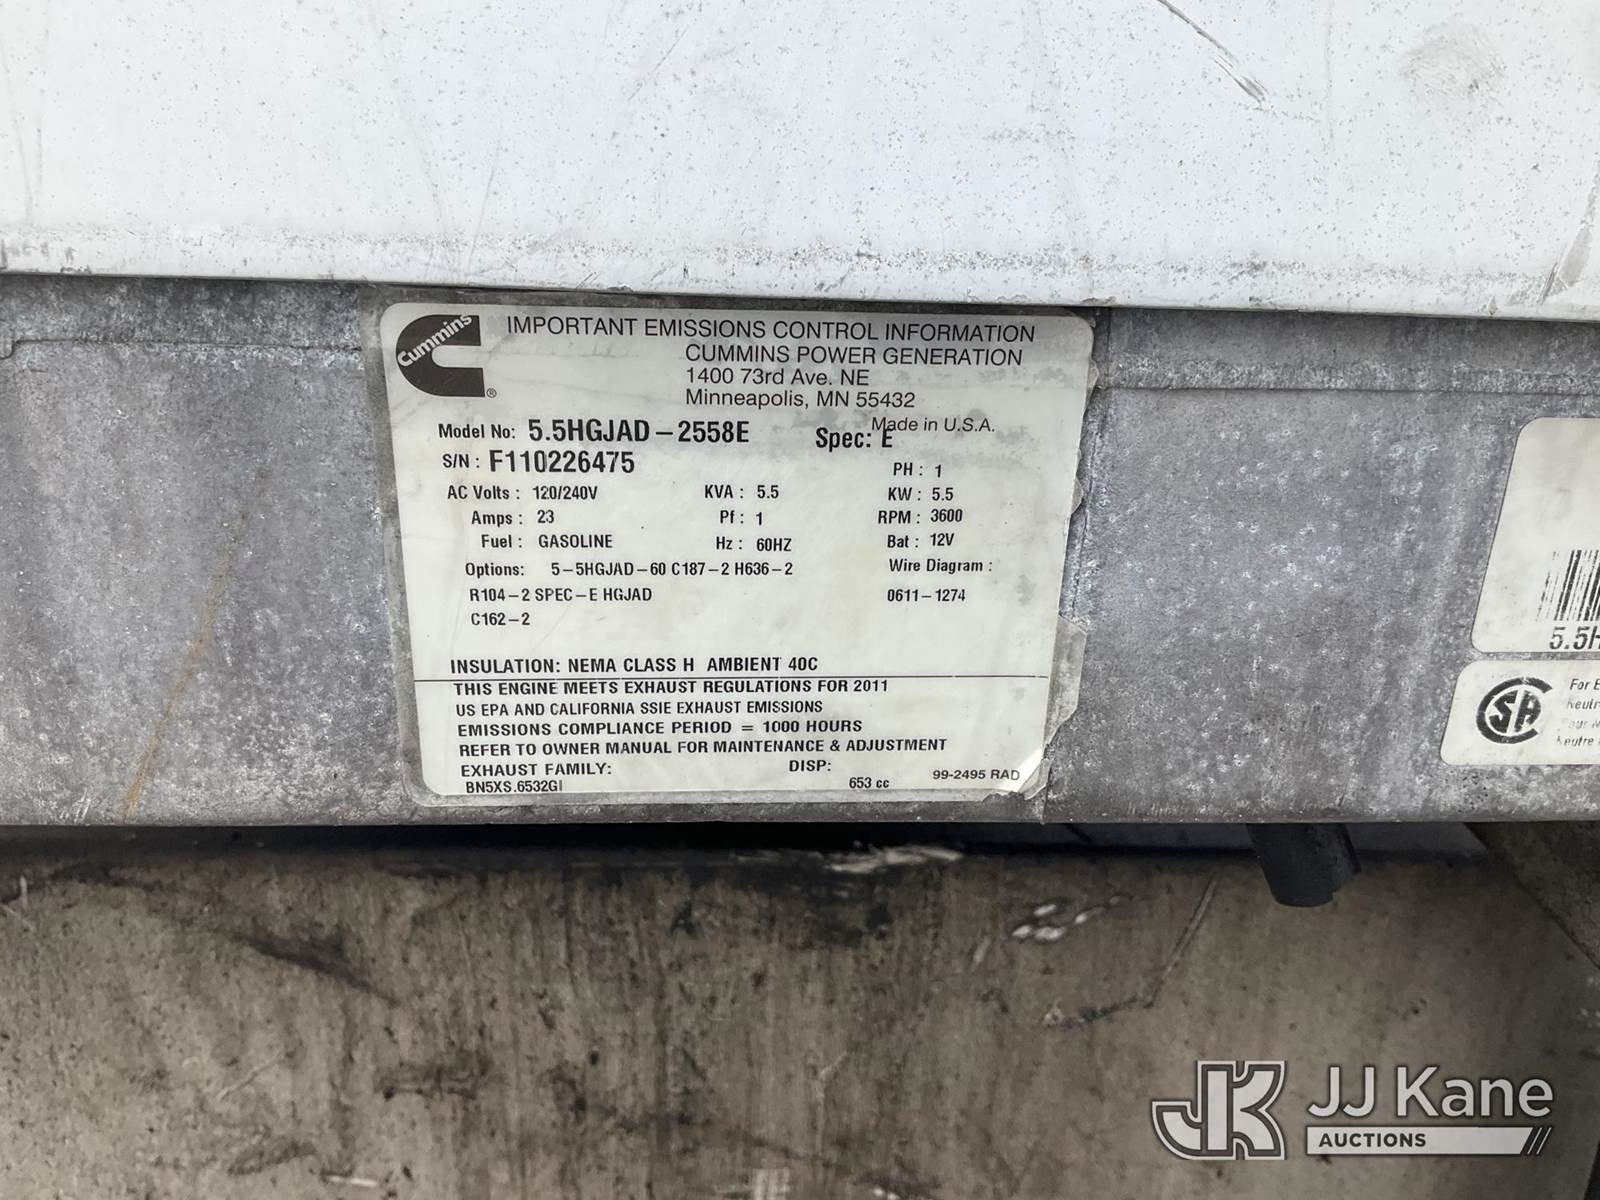 Cummins
®
IMPORTANT EMISSIONS CONTROL INFORMATION
CUMMINS POWER GENERATION
1400 73rd Ave. NE
Minneapolis, MN 55432
Made in U.S.A.
Model No: 5.5HGJAD-2558E Spec: E
S/N : F110226475 PH : 1
AC Volts : 120/240V KVA : 5.5 KW : 5.5
Amps : 23 Pf : 1 RPM : 3600
Fuel : GASOLINE Hz : 60HZ Bat : 12V
Options: 5-5HGJAD-60 C187-2 H636-2 Wire Diagram :
R104-2 SPEC-E HGJAD 0611-1274
C162-2
INSULATION: NEMA CLASS H AMBIENT 40C
THIS ENGINE MEETS EXHAUST REGULATIONS FOR 2011
US EPA AND CALIFORNIA SSIE EXHAUST EMISSIONS
EMISSIONS COMPLIANCE PERIOD = 1000 HOURS
REFER TO OWNER MANUAL FOR MAINTENANCE & ADJUSTMENT
EXHAUST FAMILY: DISP:
BN5XS.6532GI 653 cc 99-2495 RAD
5.5H
SA
For E
JK JJ Kane
AUCTIONS